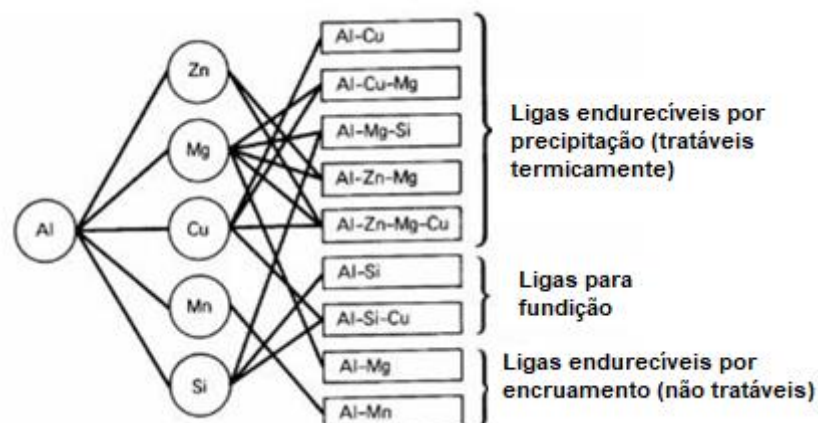 Al
Zn
Mg
Cu
Mn
Si
Al-Cu
Al-Cu-Mg
Al-Mg-Si
Al-Zn-Mg
Al-Zn-Mg-Cu
Al-Si
Al-Si-Cu
Al-Mg
Al-Mn
Ligas endurecíveis por
precipitação (tratáveis
termicamente)
Ligas para
fundição
Ligas endurecíveis por
encruamento (não tratáveis)